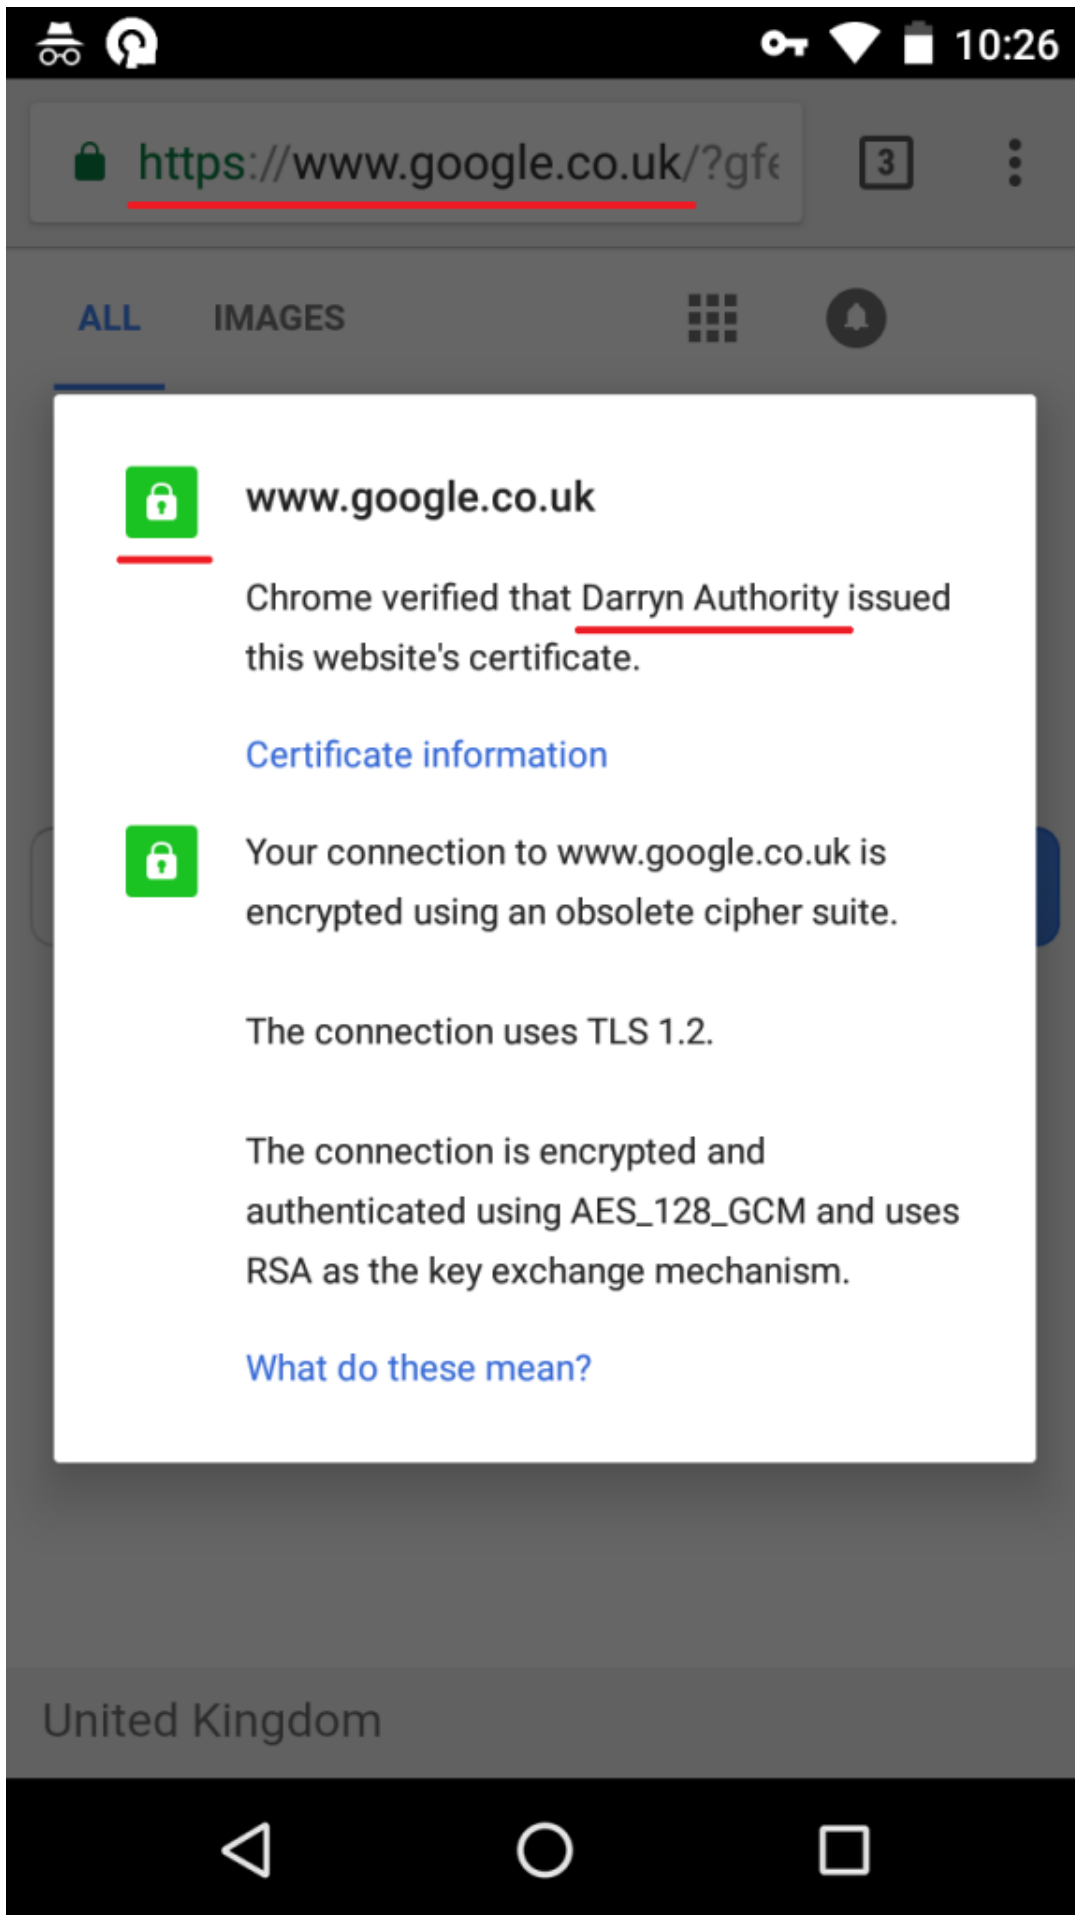 10:26
https://www.google.co.uk/?gfe
3
ALL IMAGES
www.google.co.uk
Chrome verified that Darryn Authority issued
this website's certificate.
Certificate information
Your connection to www.google.co.uk is
encrypted using an obsolete cipher suite.
The connection uses TLS 1.2.
The connection is encrypted and
authenticated using AES_128_GCM and uses
RSA as the key exchange mechanism.
What do these mean?
United Kingdom